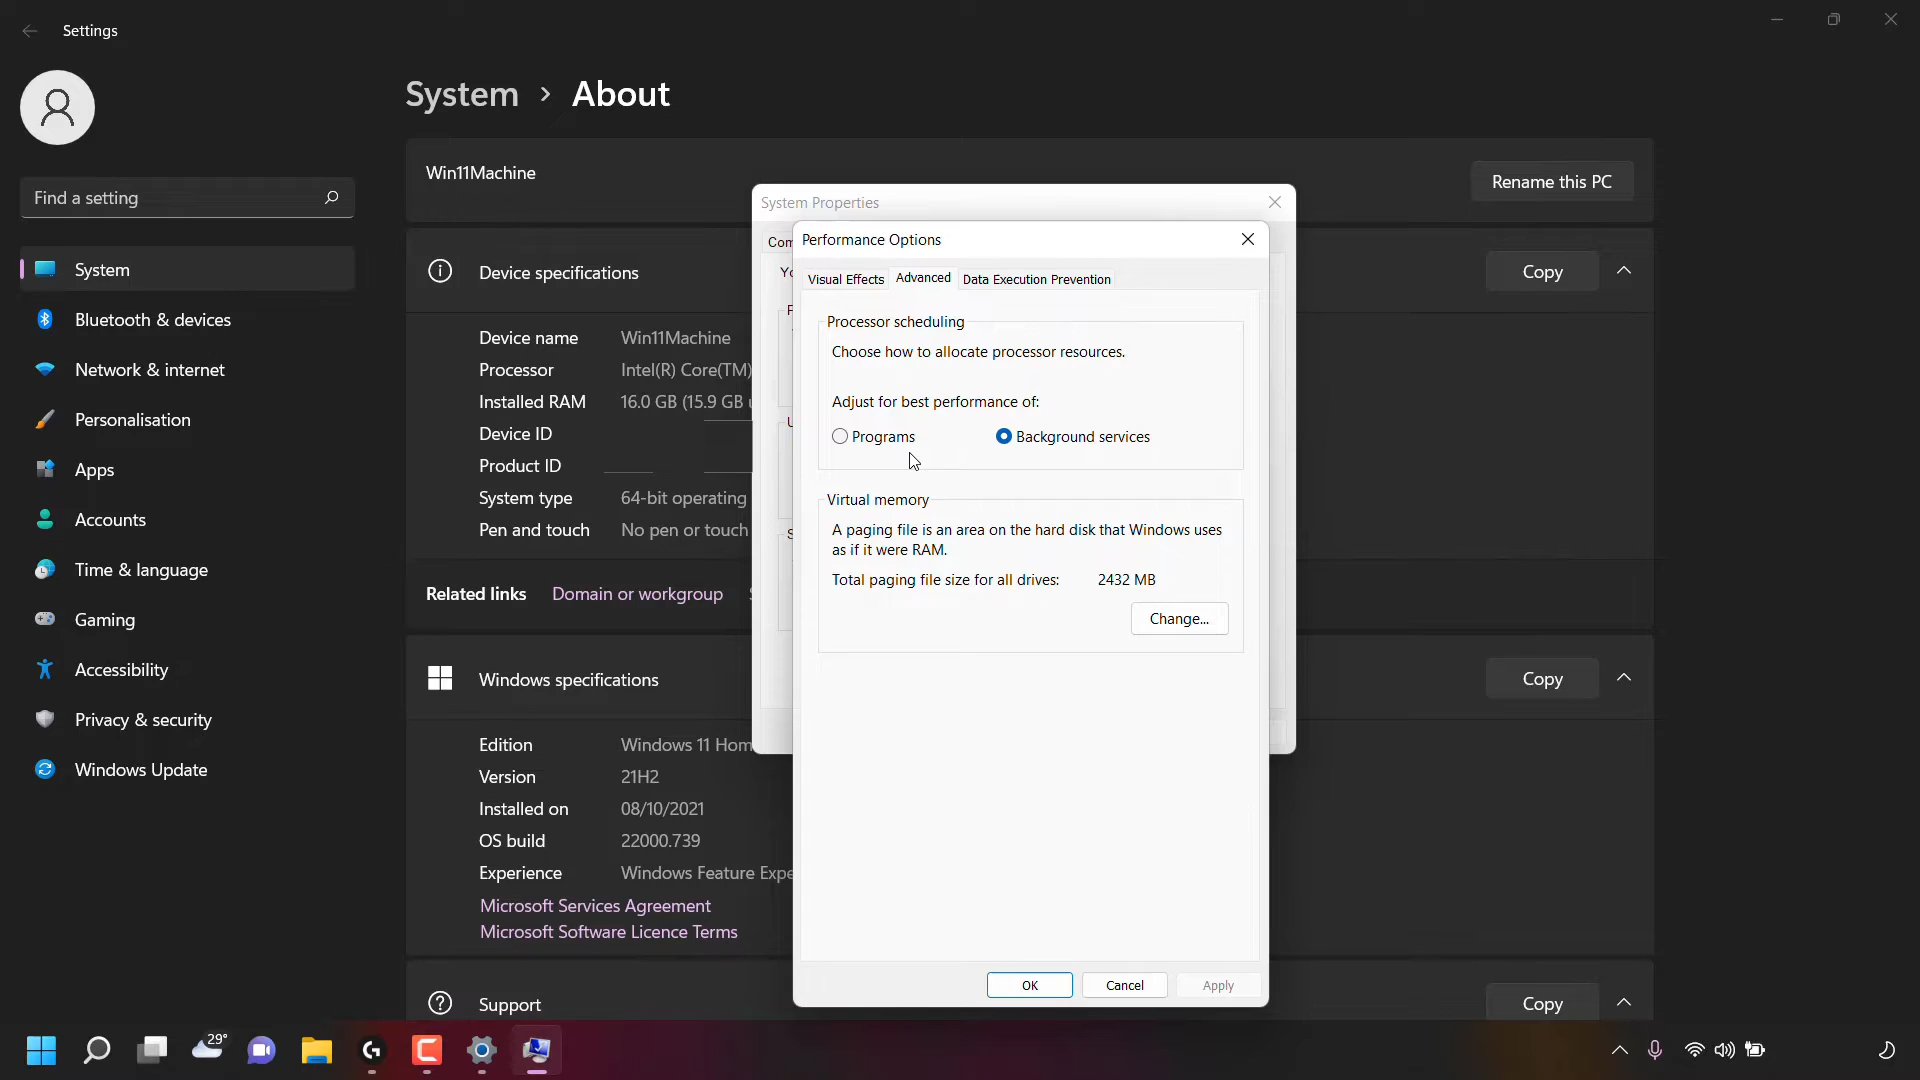 Settings
System > About
Find a setting
System
Bluetooth & devices
Network & internet
Personalisation
Apps
Accounts
Time & language
Gaming
Accessibility
Privacy & security
Windows Update
Win11Machine
Rename this PC
Device specifications
Copy
Device name Win11Machine
Processor Intel(R) Core(TM)
Installed RAM 16.0 GB (15.9 GB
Device ID
Product ID
System type 64-bit operating
Pen and touch No pen or touch
Related links Domain or workgroup
Windows specifications
Copy
Edition Windows 11 Hom
Version 21H2
Installed on 08/10/2021
OS build 22000.739
Experience Windows Feature Expe
Microsoft Services Agreement
Microsoft Software Licence Terms
Support
Copy
System Properties
Com
Performance Options
Visual Effects Advanced Data Execution Prevention
Processor scheduling
Choose how to allocate processor resources.
Adjust for best performance of:
Programs Background services
Virtual memory
A paging file is an area on the hard disk that Windows uses
as if it were RAM.
Total paging file size for all drives: 2432 MB
Change...
OK Cancel Apply
29°